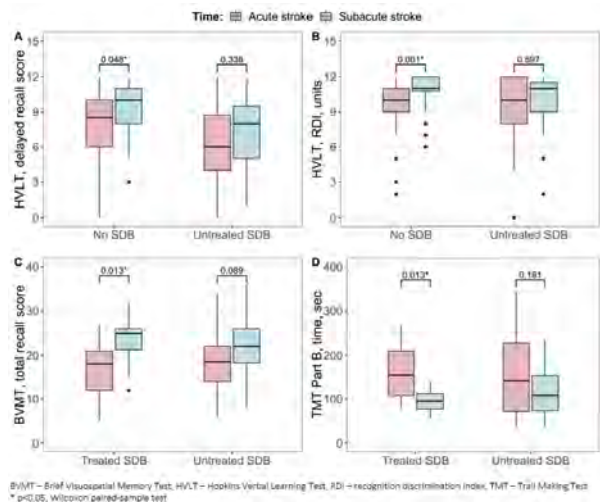 Time: Acute stroke Subacute stroke
A
B
HVLT, delayed recall score
15
12
9
6
3
0
0.048*
0.338
No SDB
Untreated SDB
HVLT, RDI, units
15
12
9
6
3
0
0.001*
0.597
No SDB
Untreated SDB
C
D
BVMT, total recall score
40
30
20
10
0
0.013*
0.089
Treated SDB
Untreated SDB
TMT Part B, time, sec
400
300
200
100
0
0.013*
0.191
Treated SDB
Untreated SDB
BVMT – Brief Visuospatial Memory Test, HVLT – Hopkins Verbal Learning Test, RDI – recognition discrimination index, TMT – Trail Making Test
* p<0.05, Wilcoxon paired-sample test